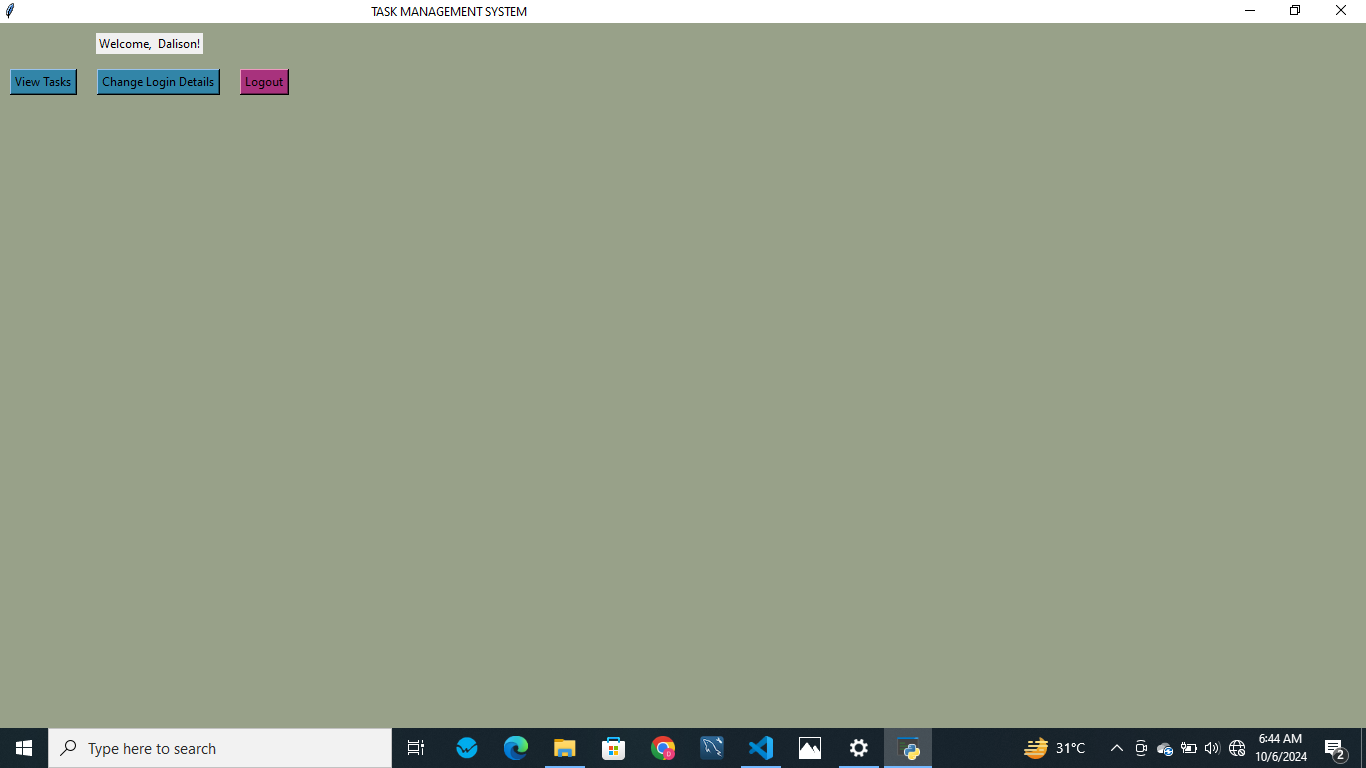 TASK MANAGEMENT SYSTEM
Welcome,  Dalison!
View Tasks Change Login Details Logout
Type here to search
31°C
6:44 AM
10/6/2024
2